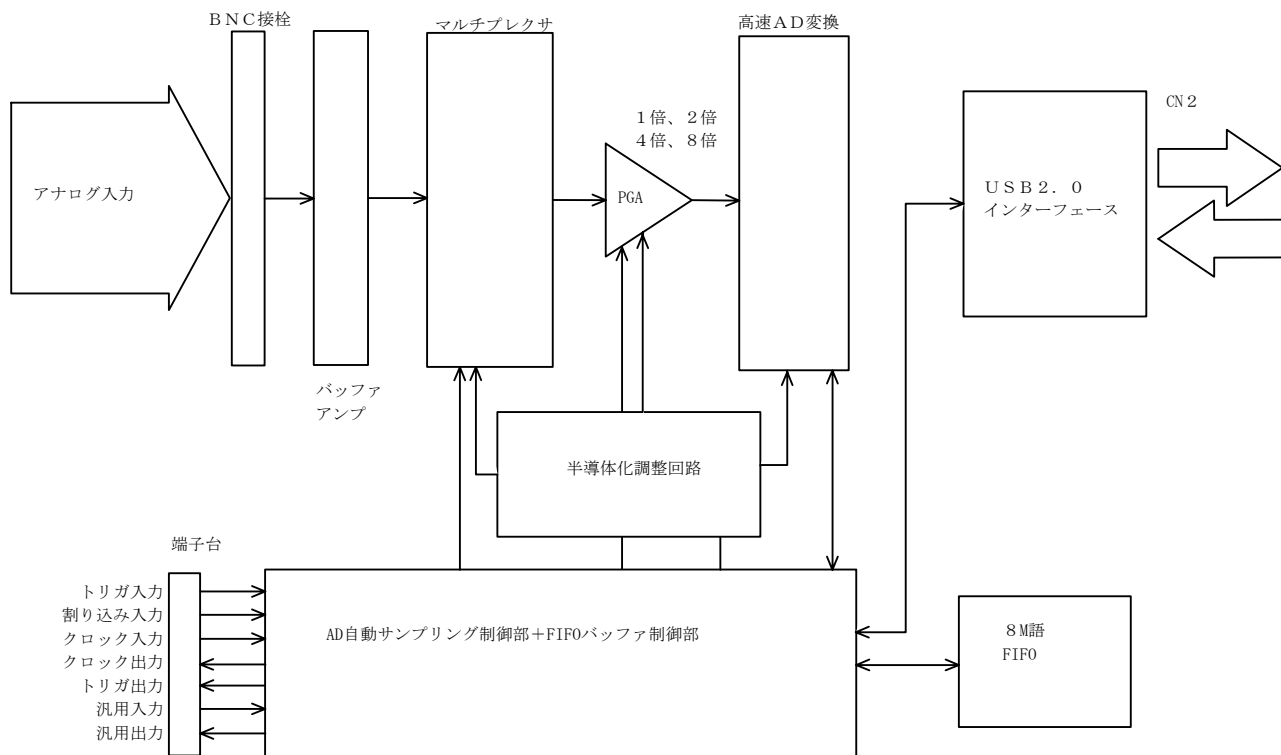 ＢＮＣ接栓
マルチプレクサ
高速ＡＤ変換
１倍、２倍
４倍、８倍
CN２
アナログ入力
PGA
ＵＳＢ２．０
インターフェース
バッファ
アンプ
半導体化調整回路
端子台
トリガ入力
割り込み入力
クロック入力
クロック出力
トリガ出力
汎用入力
汎用出力
AD自動サンプリング制御部＋FIFOバッファ制御部
８M語
FIFO